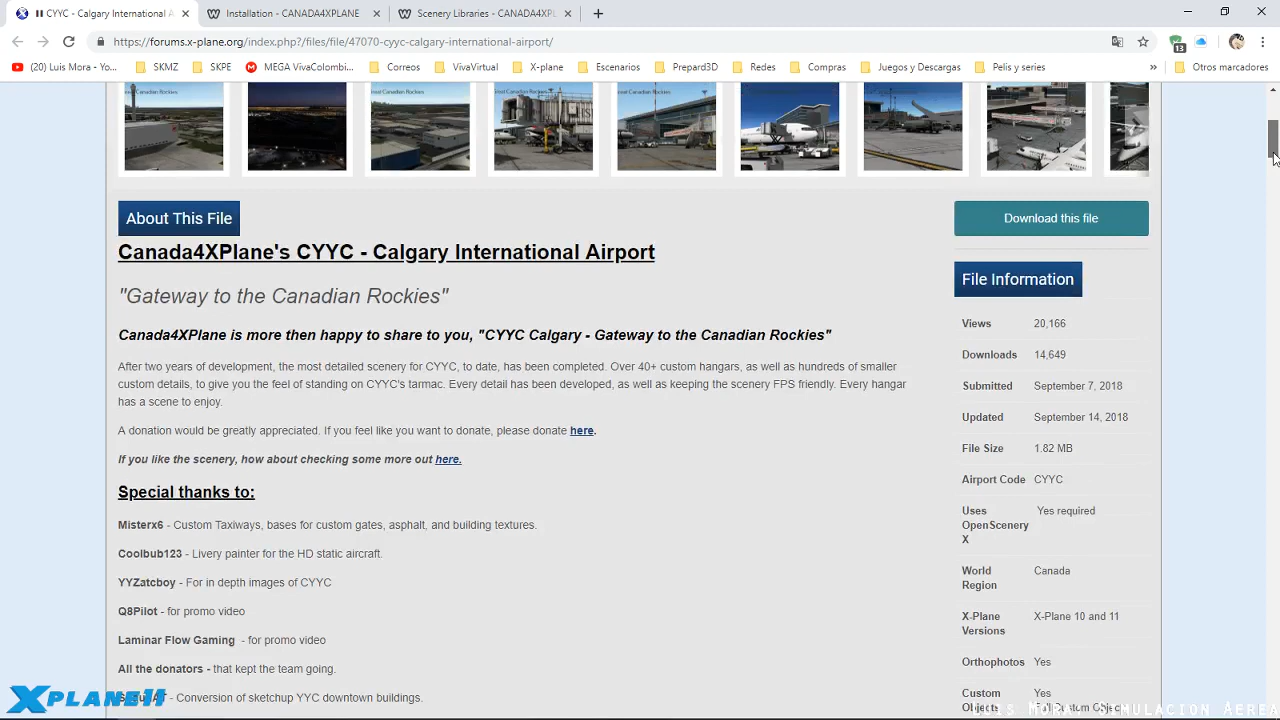 CYYC - Calgary International A
Installation - CANADA4XPLANE
Scenery Libraries - CANADA4XPL
https://forums.x-plane.org/index.php?/files/file/47070-cyyc-calgary-international-airport/
13
(20) Luis Mora - You
SKMZ
SKPE
MEGA VivaColombi
Correos
VivaVirtual
X-plane
Escenarios
Prepard3D
Redes
Compras
Juegos y Descargas
Pelis y series
»
Otros marcadores
About This File
Canada4XPlane's CYYC - Calgary International Airport
"Gateway to the Canadian Rockies"
Canada4XPlane is more then happy to share to you, "CYYC Calgary - Gateway to the Canadian Rockies"
After two years of development, the most detailed scenery for CYYC, to date, has been completed. Over 40+ custom hangars, as well as hundreds of smaller
custom details, to give you the feel of standing on CYYC's tarmac. Every detail has been developed, as well as keeping the scenery FPS friendly. Every hangar
has a scene to enjoy.
A donation would be greatly appreciated. If you feel like you want to donate, please donate here.
If you like the scenery, how about checking some more out here.
Special thanks to:
Misterx6 - Custom Taxiways, bases for custom gates, asphalt, and building textures.
Coolbub123 - Livery painter for the HD static aircraft.
YYZatcboy - For in depth images of CYYC
Q8Pilot - for promo video
Laminar Flow Gaming - for promo video
All the donators - that kept the team going.
- Conversion of sketchup YYC downtown buildings.
Download this file
File Information
Views 20,166
Downloads 14,649
Submitted September 7, 2018
Updated September 14, 2018
File Size 1.82 MB
Airport Code CYYC
Uses Yes required
OpenScenery
X
World Canada
Region
X-Plane X-Plane 10 and 11
Versions
Orthophotos Yes
Custom Yes
XPLANE11
Luis Mora Simulacion Aerea